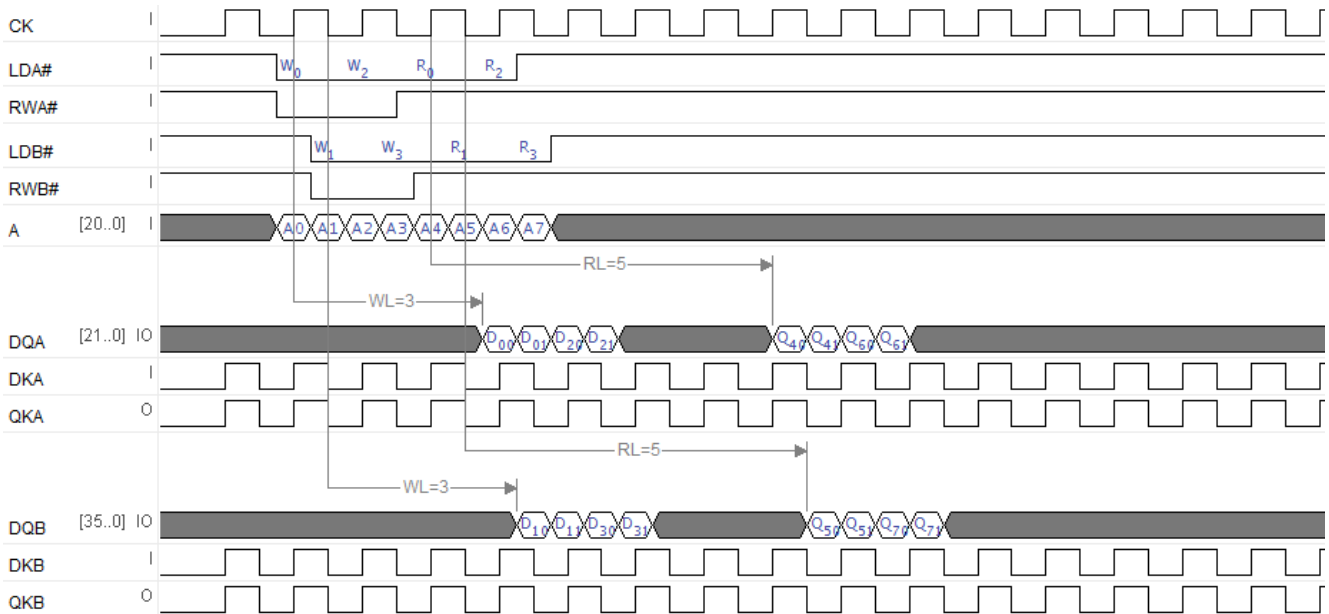 CK I
LDA# I W0 W2 R0 R2
RWA# I
LDB# I W1 W3 R1 R3
RWB# I
A [20..0] I A0 A1 A2 A3 A4 A5 A6 A7
RL=5
WL=3
DQA [21..0] IO D00 D01 D20 D21 Q40 Q41 Q60 Q61
DKA I
QKA O
RL=5
WL=3
DQB [35..0] IO D10 D11 D30 D31 Q50 Q51 Q70 Q71
DKB I
QKB O